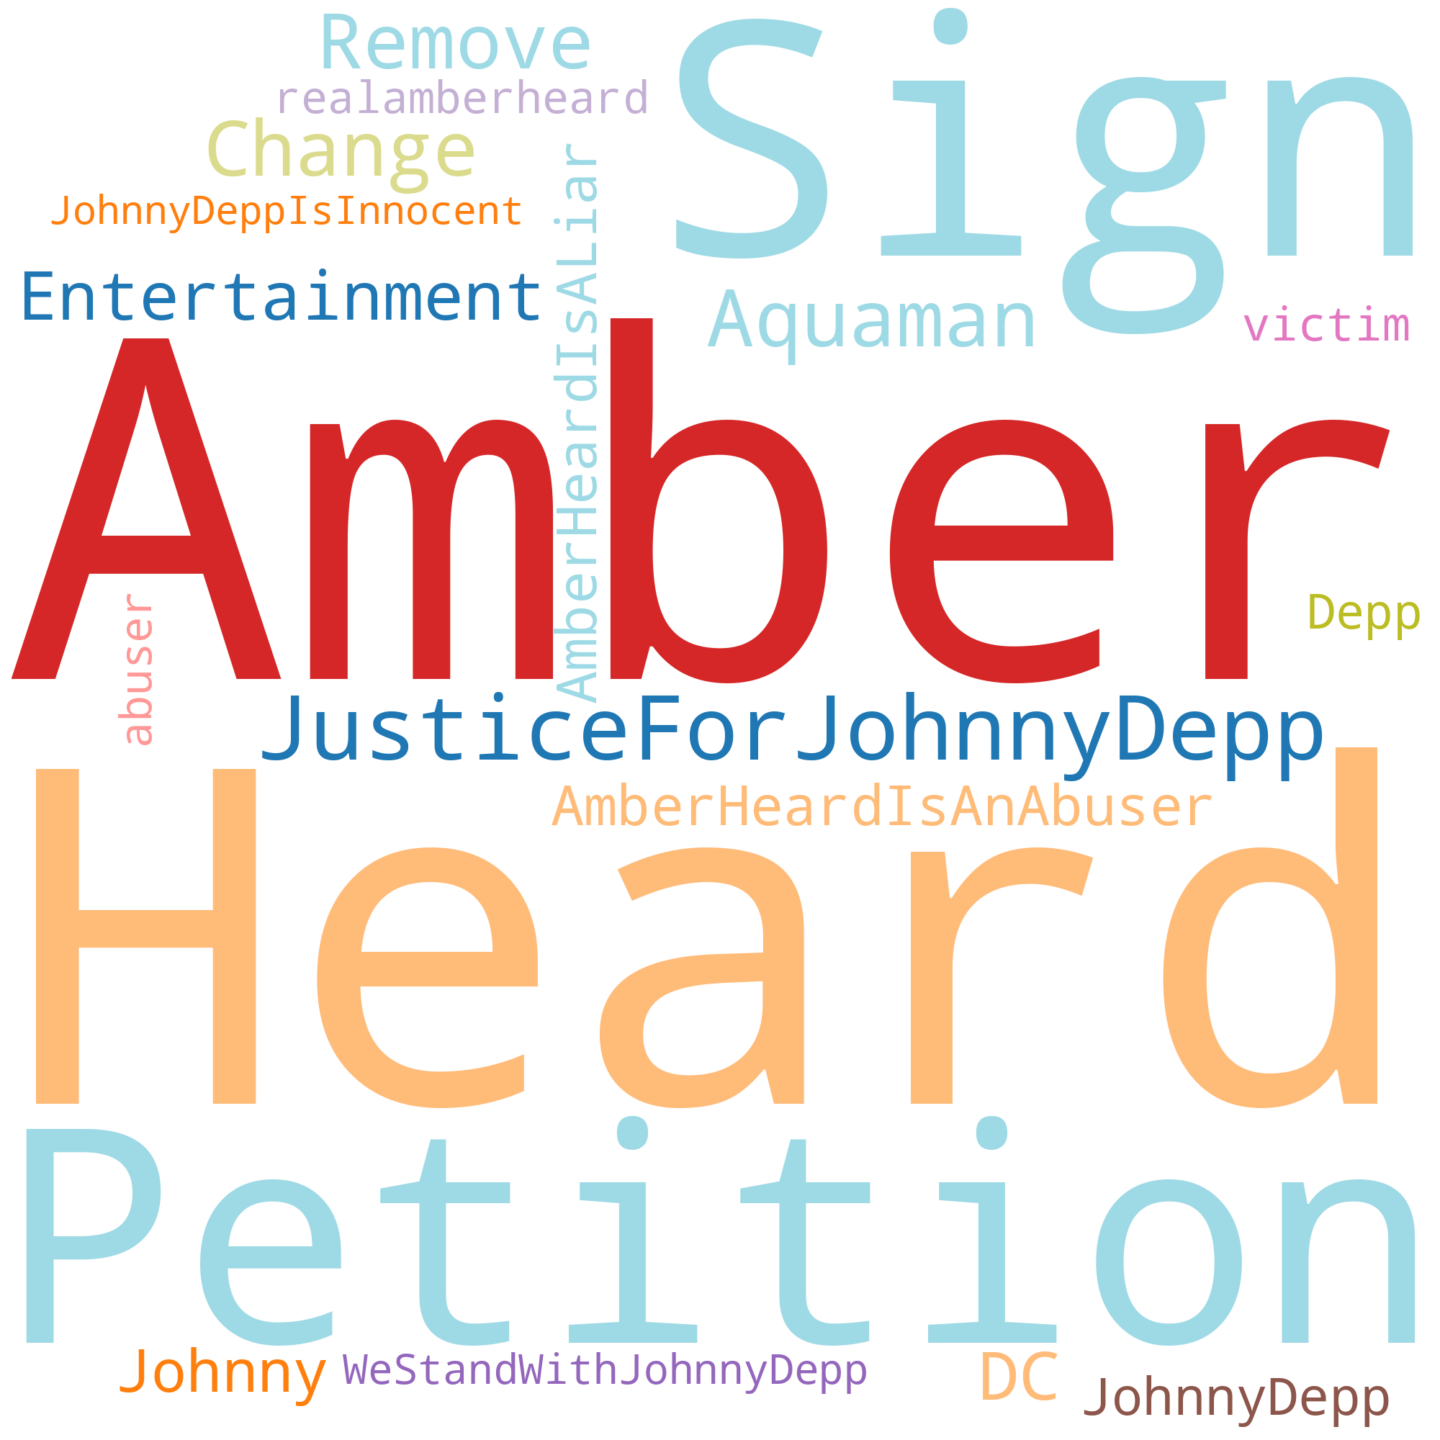 Remove
Sign
realamberheard
Change
AmberHeardIsALiar
JohnnyDeppIsInnocent
Entertainment
Aquaman
victim
Amber
abuser
Depp
JusticeForJohnnyDepp
AmberHeardIsAnAbuser
Heard
Petition
Johnny
WeStandWithJohnnyDepp
DC
JohnnyDepp